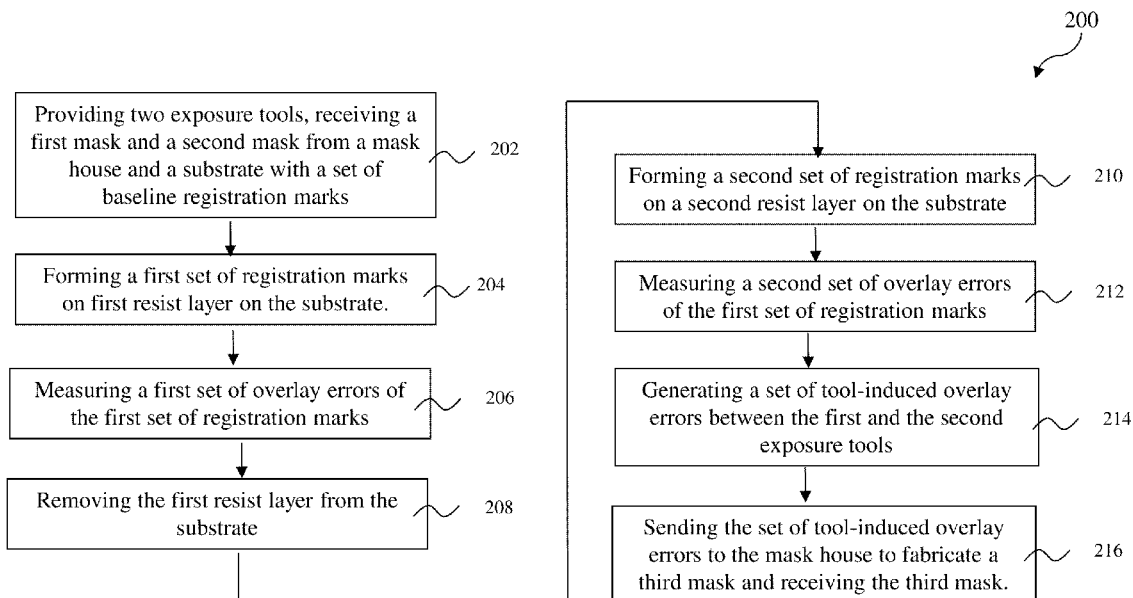 200
Providing two exposure tools, receiving a
first mask and a second mask from a mask
house and a substrate with a set of
baseline registration marks
202
Forming a first set of registration marks
on first resist layer on the substrate.
204
Measuring a first set of overlay errors of
the first set of registration marks
206
Removing the first resist layer from the
substrate
208
Forming a second set of registration marks
on a second resist layer on the substrate
210
Measuring a second set of overlay errors
of the first set of registration marks
212
Generating a set of tool-induced overlay
errors between the first and the second
exposure tools
214
Sending the set of tool-induced overlay
errors to the mask house to fabricate a
third mask and receiving the third mask.
216